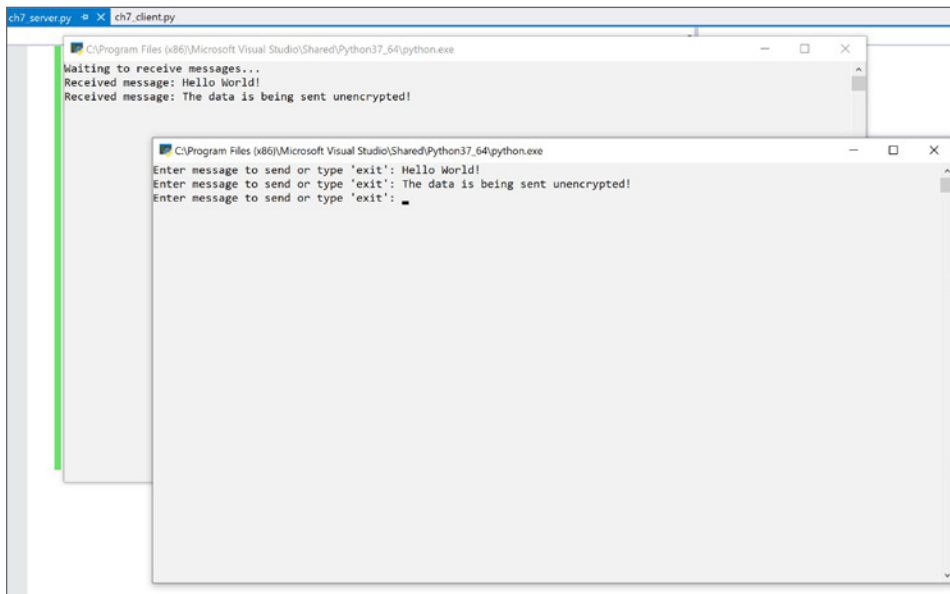 ch7_server.py ch7_client.py
C:\Program Files (x86)\Microsoft Visual Studio\Shared\Python37_64\python.exe
Waiting to receive messages...
Received message: Hello World!
Received message: The data is being sent unencrypted!
C:\Program Files (x86)\Microsoft Visual Studio\Shared\Python37_64\python.exe
Enter message to send or type 'exit': Hello World!
Enter message to send or type 'exit': The data is being sent unencrypted!
Enter message to send or type 'exit':